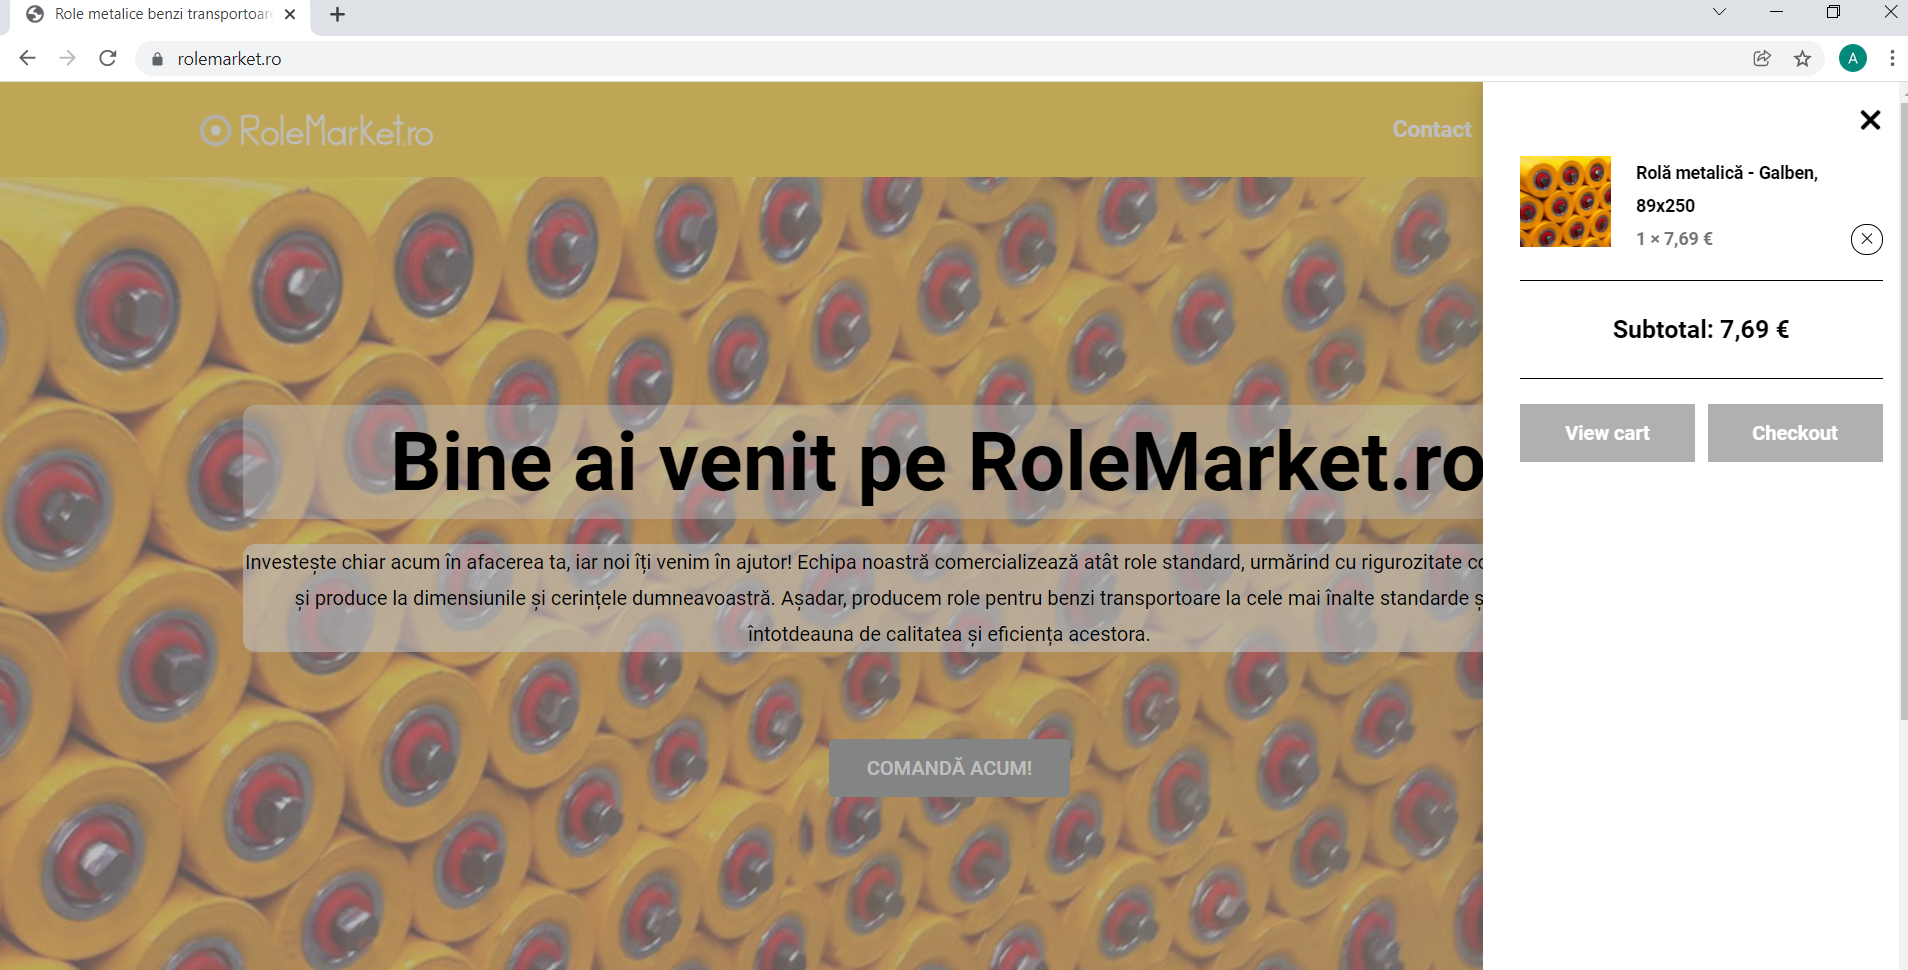 Role metalice benzi transportoare
rolemarket.ro
A
RoleMarket.ro
Contact
Bine ai venit pe RoleMarket.ro
Investește chiar acum în afacerea ta, iar noi îți venim în ajutor! Echipa noastră comercializează atât role standard, urmărind cu rigurozitate
și produce la dimensiunile și cerințele dumneavoastră. Așadar, producem role pentru benzi transportoare la cele mai înalte standarde
întotdeauna de calitatea și eficiența acestora.
COMANDĂ ACUM!
Rolă metalică - Galben,
89x250
1 × 7,69 €
Subtotal: 7,69 €
View cart
Checkout